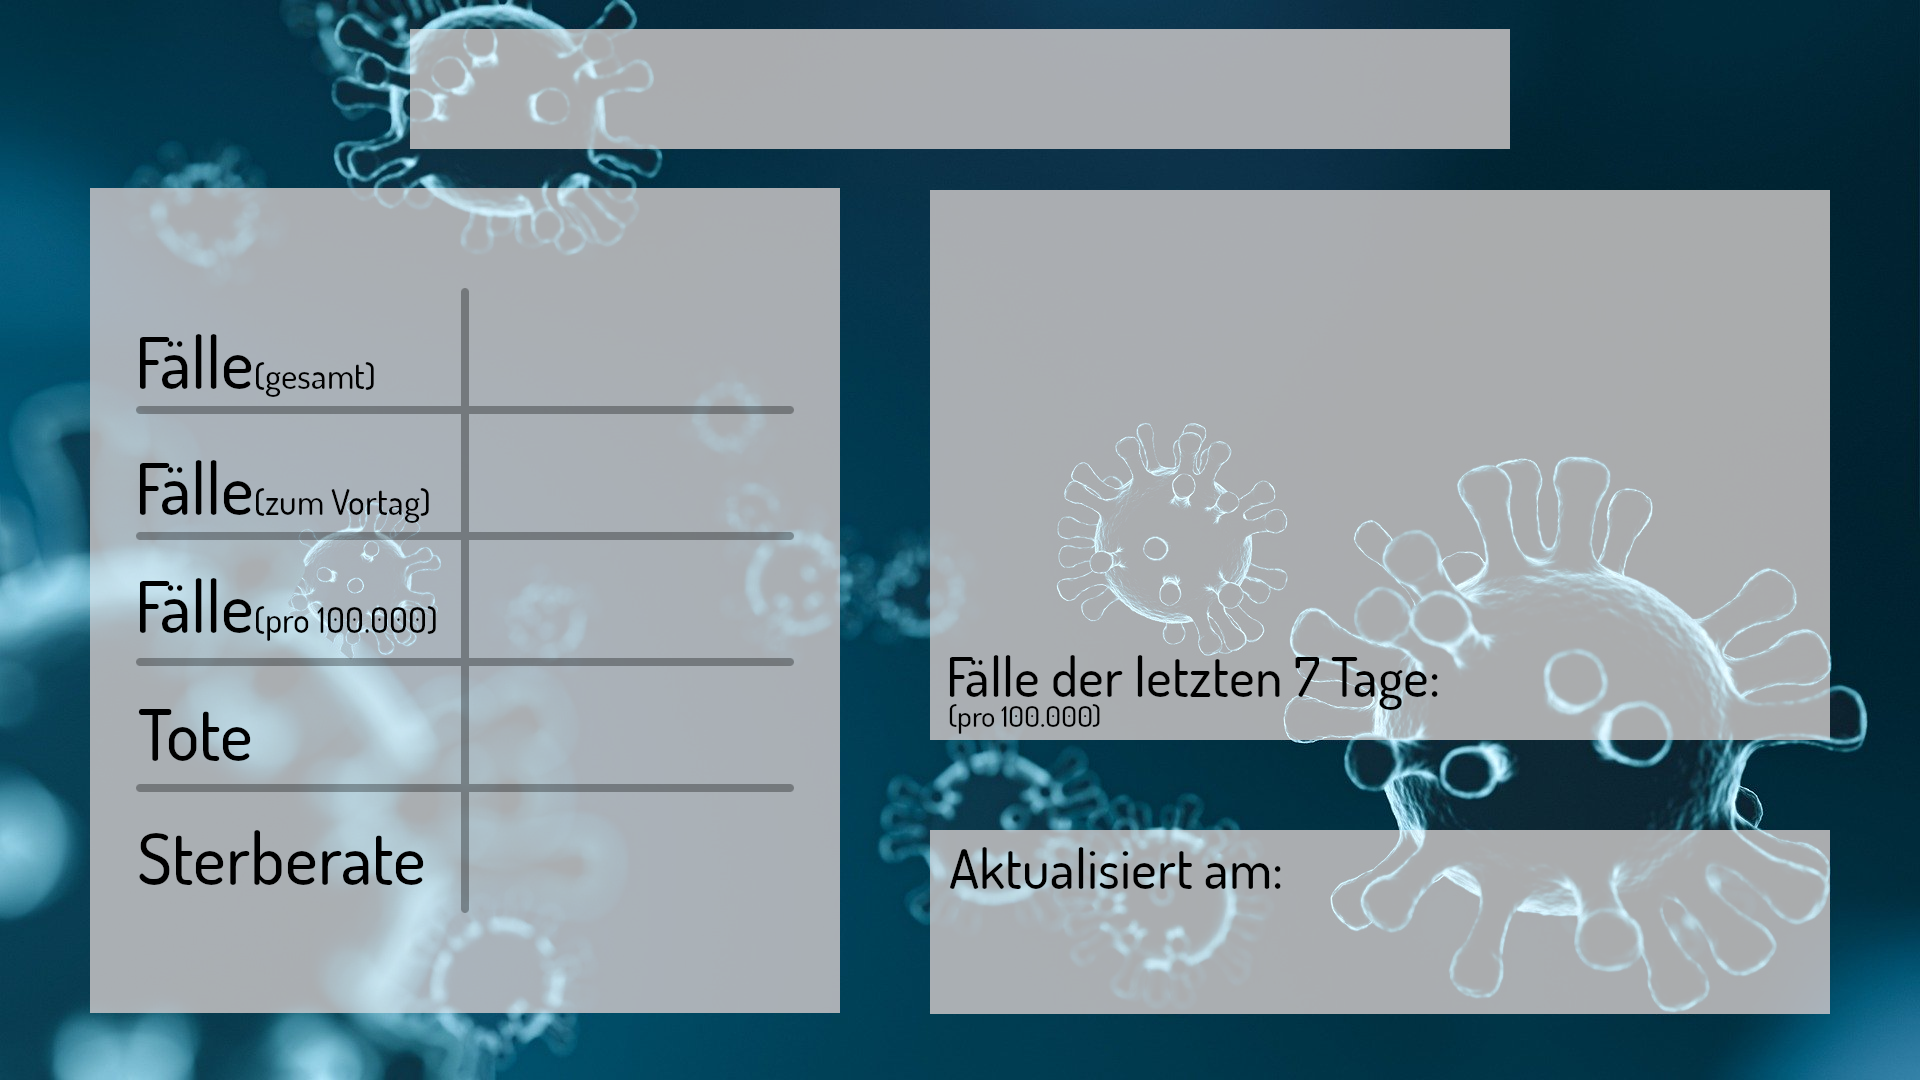 Fälle(gesamt)
Fälle(zum Vortag)
Fälle(pro 100.000)
Tote
Sterberate
Fälle der letzten 7 Tage:
(pro 100.000)
Aktualisiert am: